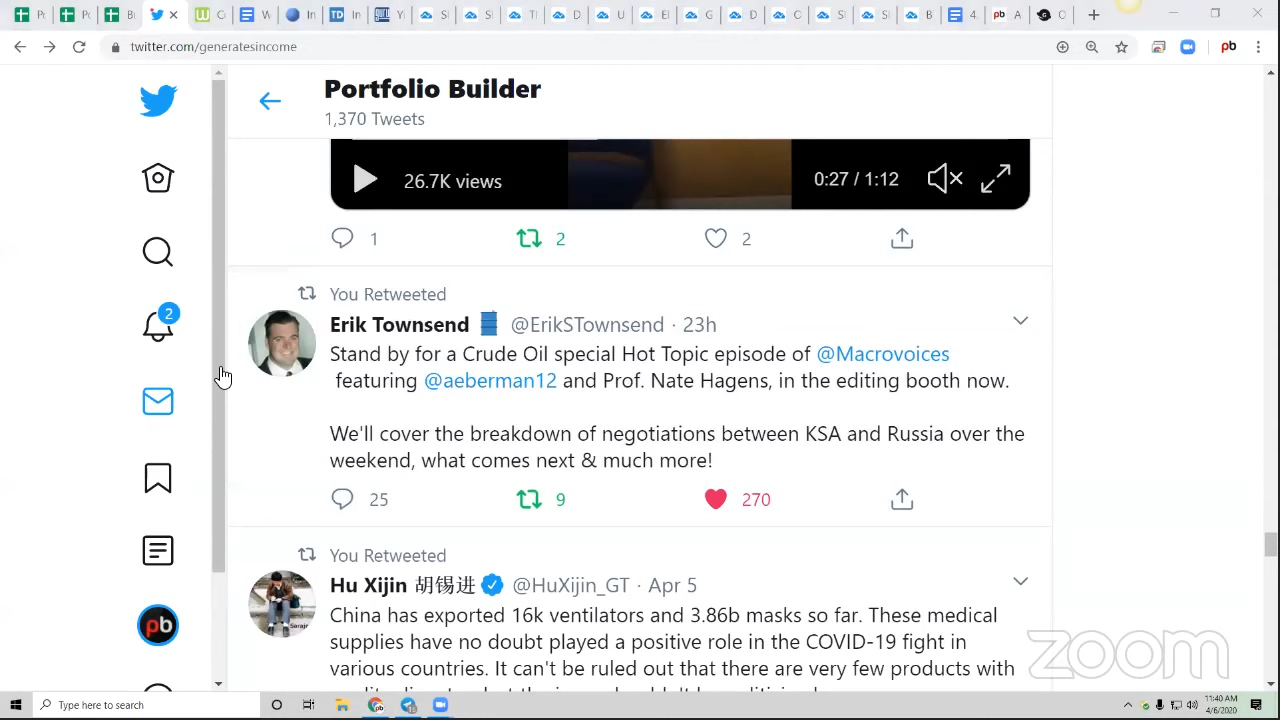 twitter.com/generatesincome
pb
Portfolio Builder
1,370 Tweets
26.7K views
0:27 / 1:12
1
2
2
You Retweeted
Erik Townsend @ErikSTownsend · 23h
Stand by for a Crude Oil special Hot Topic episode of @Macrovoices
featuring @aeberman12 and Prof. Nate Hagens, in the editing booth now.
We'll cover the breakdown of negotiations between KSA and Russia over the
weekend, what comes next & much more!
25
9
270
You Retweeted
Hu Xijin 胡锡进 @HuXijin_GT · Apr 5
China has exported 16k ventilators and 3.86b masks so far. These medical
supplies have no doubt played a positive role in the COVID-19 fight in
various countries. It can't be ruled out that there are very few products with
2
pb
zoom
Type here to search
11:40 AM
4/6/2020